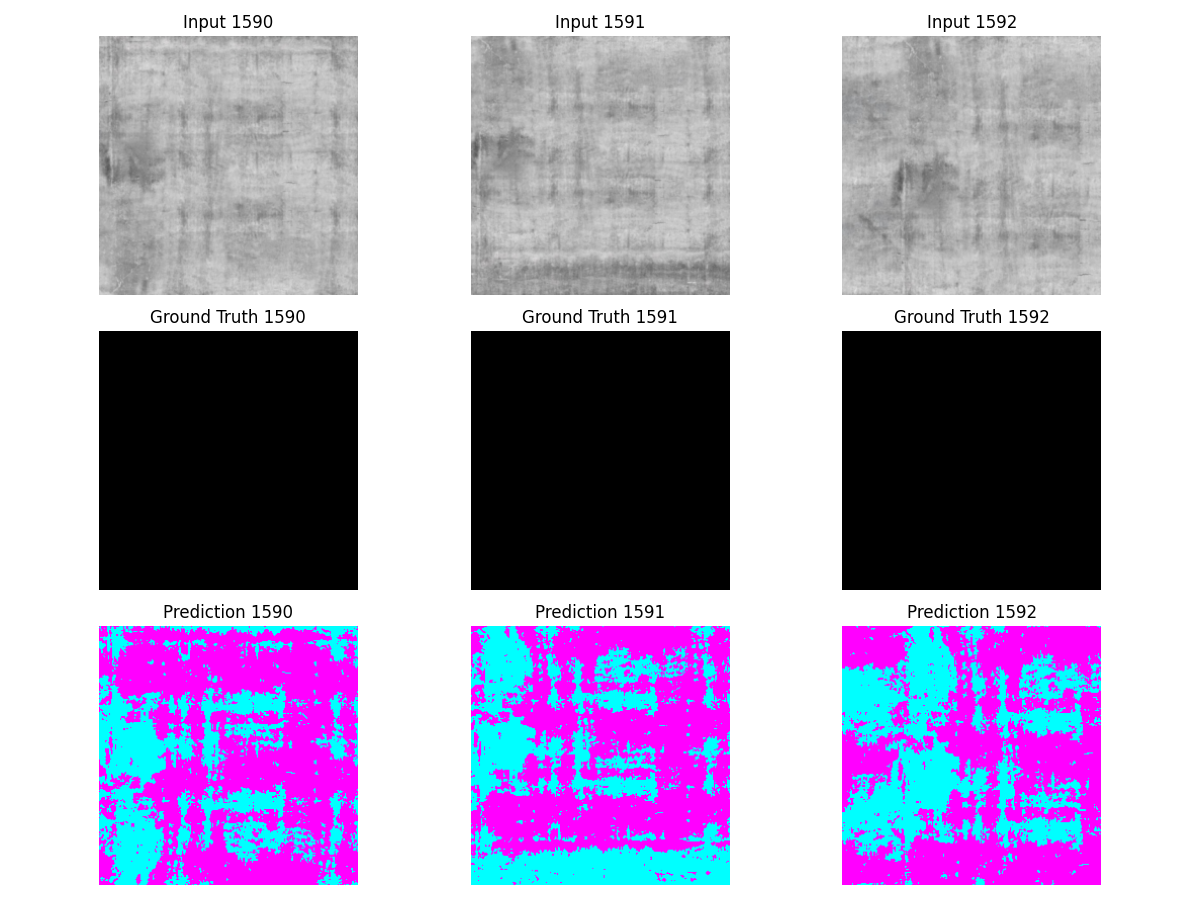 Input 1590
Input 1591
Input 1592
Ground Truth 1590
Ground Truth 1591
Ground Truth 1592
Prediction 1590
Prediction 1591
Prediction 1592